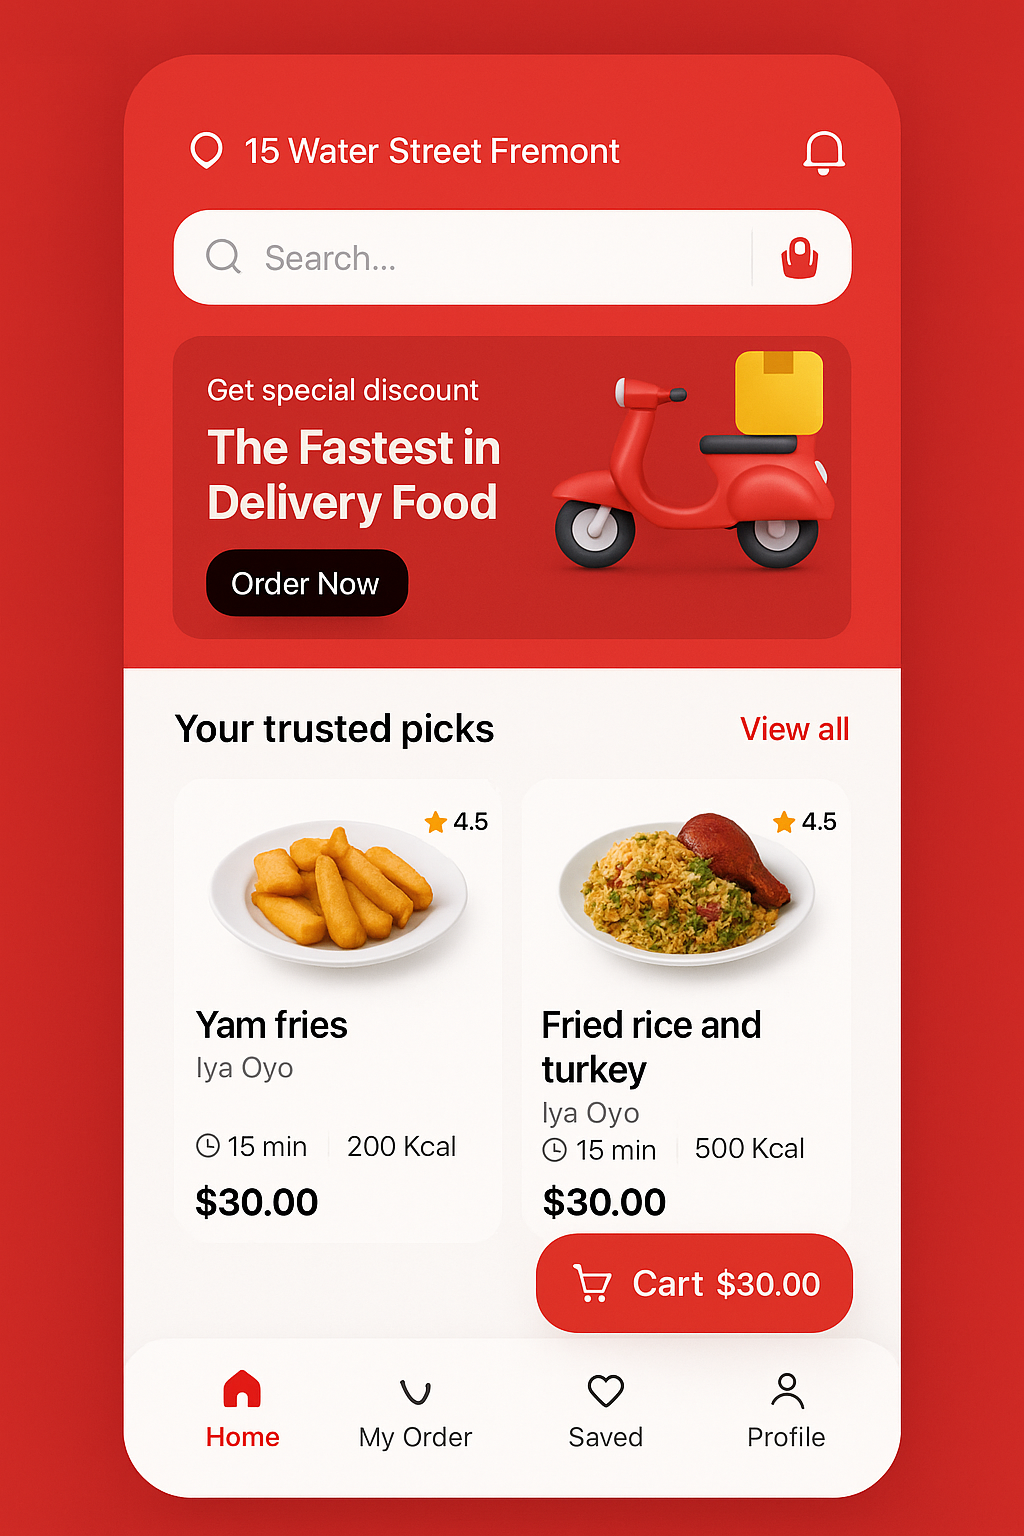 15 Water Street Fremont
Search...
Get special discount
The Fastest in
Delivery Food
Order Now
Your trusted picks
View all
4.5
Yam fries
Iya Oyo
15 min
200 Kcal
$30.00
4.5
Fried rice and
turkey
Iya Oyo
15 min
500 Kcal
$30.00
Cart $30.00
Home
My Order
Saved
Profile